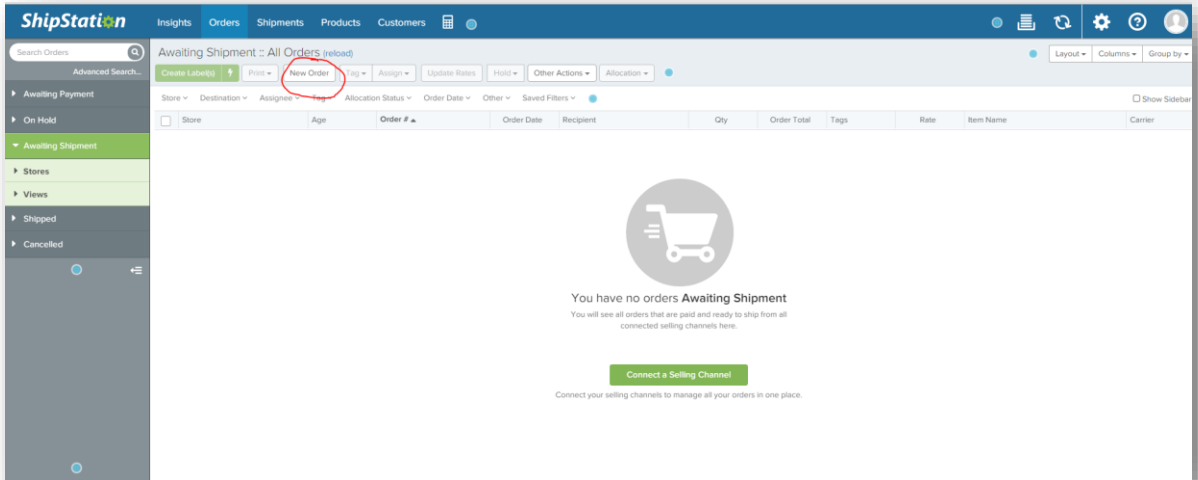 ShipStation Insights Orders Shipments Products Customers
Search Orders
Advanced Search...
Awaiting Payment
On Hold
Awaiting Shipment
Stores
Views
Shipped
Cancelled
Awaiting Shipment :: All Orders (reload)
Layout Columns Group by
Create Label(s) Print New Order Tag Assign Update Rates Hold Other Actions Allocation
Store Destination Assignee Tag Allocation Status Order Date Other Saved Filters
Show Sidebar
Store Age Order # Order Date Recipient Qty Order Total Tags Rate Item Name Carrier
You have no orders Awaiting Shipment
You will see all orders that are paid and ready to ship from all
connected selling channels here.
Connect a Selling Channel
Connect your selling channels to manage all your orders in one place.